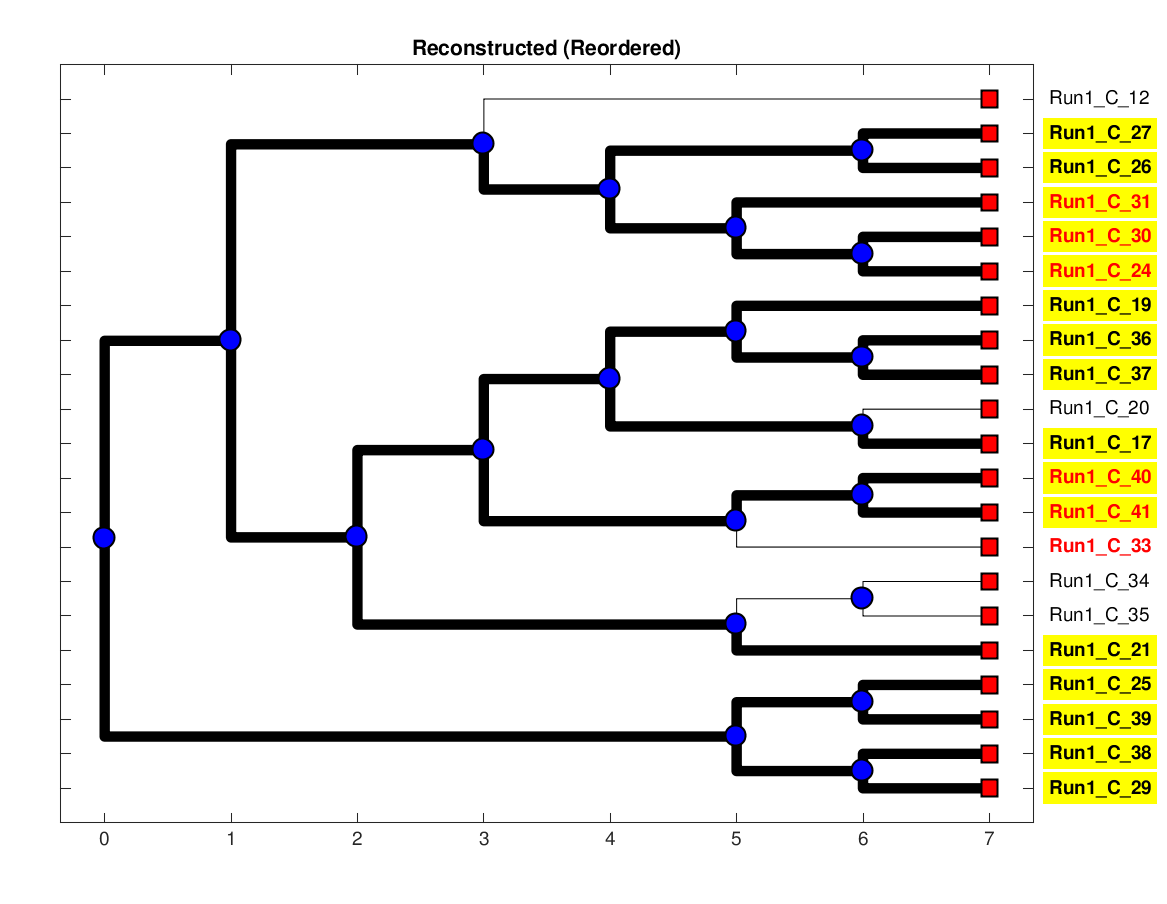 Reconstructed (Reordered)
Run1_C_12
Run1_C_27
Run1_C_26
Run1_C_31
Run1_C_30
Run1_C_24
Run1_C_19
Run1_C_36
Run1_C_37
Run1_C_20
Run1_C_17
Run1_C_40
Run1_C_41
Run1_C_33
Run1_C_34
Run1_C_35
Run1_C_21
Run1_C_25
Run1_C_39
Run1_C_38
Run1_C_29
0 1 2 3 4 5 6 7